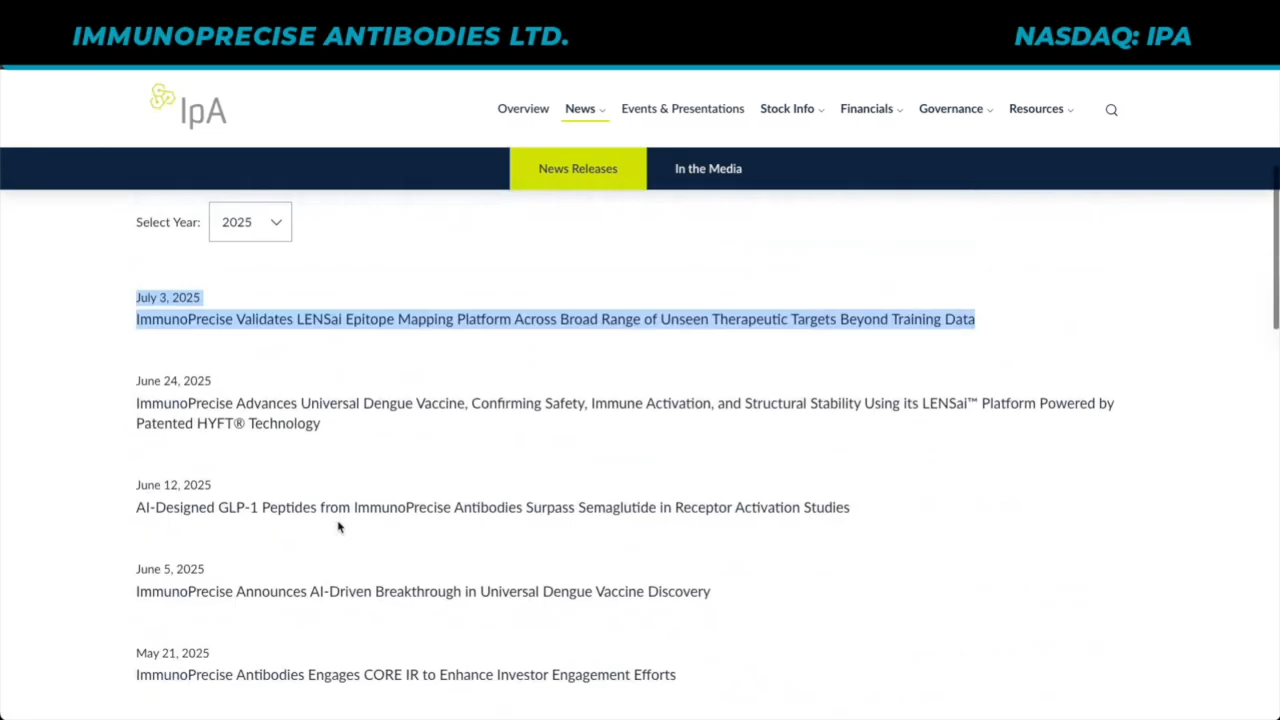 IMMUNOPRECISE ANTIBODIES LTD. NASDAQ: IPA
IpA
Overview News Events & Presentations Stock Info Financials Governance Resources
News Releases In the Media
Select Year: 2025
July 3, 2025
ImmunoPrecise Validates LENSai Epitope Mapping Platform Across Broad Range of Unseen Therapeutic Targets Beyond Training Data
June 24, 2025
ImmunoPrecise Advances Universal Dengue Vaccine, Confirming Safety, Immune Activation, and Structural Stability Using its LENSai™ Platform Powered by
Patented HYFT® Technology
June 12, 2025
AI-Designed GLP-1 Peptides from ImmunoPrecise Antibodies Surpass Semaglutide in Receptor Activation Studies
June 5, 2025
ImmunoPrecise Announces AI-Driven Breakthrough in Universal Dengue Vaccine Discovery
May 21, 2025
ImmunoPrecise Antibodies Engages CORE IR to Enhance Investor Engagement Efforts